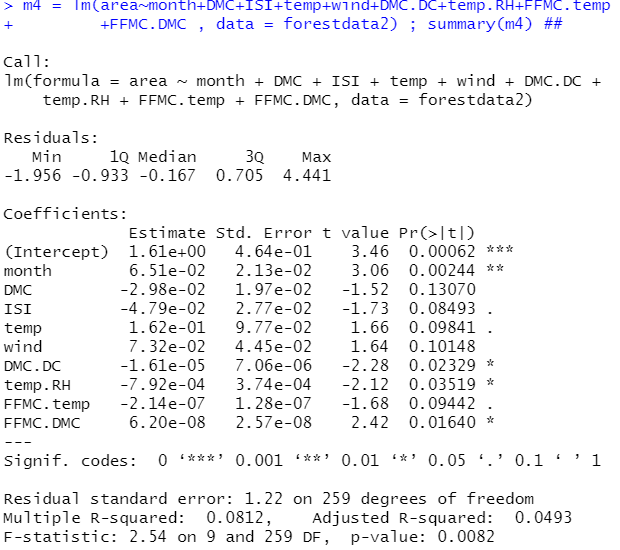 > m4 = lm(area~month+DMC+ISI+temp+wind+DMC.DC+temp.RH+FFMC.temp
+         +FFMC.DMC , data = forestdata2) ; summary(m4) ##

Call:
lm(formula = area ~ month + DMC + ISI + temp + wind + DMC.DC +
    temp.RH + FFMC.temp + FFMC.DMC, data = forestdata2)

Residuals:
   Min     1Q Median     3Q    Max
-1.956 -0.933 -0.167  0.705  4.441

Coefficients:
             Estimate Std. Error t value Pr(>|t|)
(Intercept)  1.61e+00   4.64e-01    3.46  0.00062 ***
month        6.51e-02   2.13e-02    3.06  0.00244 **
DMC         -2.98e-02   1.97e-02   -1.52  0.13070
ISI         -4.79e-02   2.77e-02   -1.73  0.08493 .
temp         1.62e-01   9.77e-02    1.66  0.09841 .
wind         7.32e-02   4.45e-02    1.64  0.10148
DMC.DC      -1.61e-05   7.06e-06   -2.28  0.02329 *
temp.RH     -7.92e-04   3.74e-04   -2.12  0.03519 *
FFMC.temp   -2.14e-07   1.28e-07   -1.68  0.09442 .
FFMC.DMC     6.20e-08   2.57e-08    2.42  0.01640 *
---
Signif. codes:  0 ‘***’ 0.001 ‘**’ 0.01 ‘*’ 0.05 ‘.’ 0.1 ‘ ’ 1

Residual standard error: 1.22 on 259 degrees of freedom
Multiple R-squared:  0.0812,    Adjusted R-squared:  0.0493
F-statistic: 2.54 on 9 and 259 DF,  p-value: 0.0082